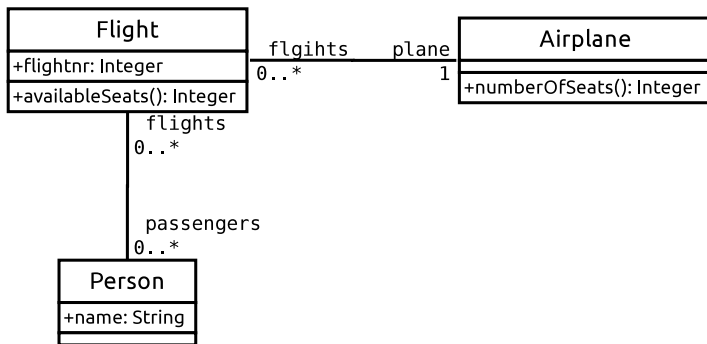 Flight
+flightnr: Integer
+availableSeats(): Integer
flgihts
0..*
plane
1
Airplane
+numberOfSeats(): Integer
flights
0..*
passengers
0..*
Person
+name: String